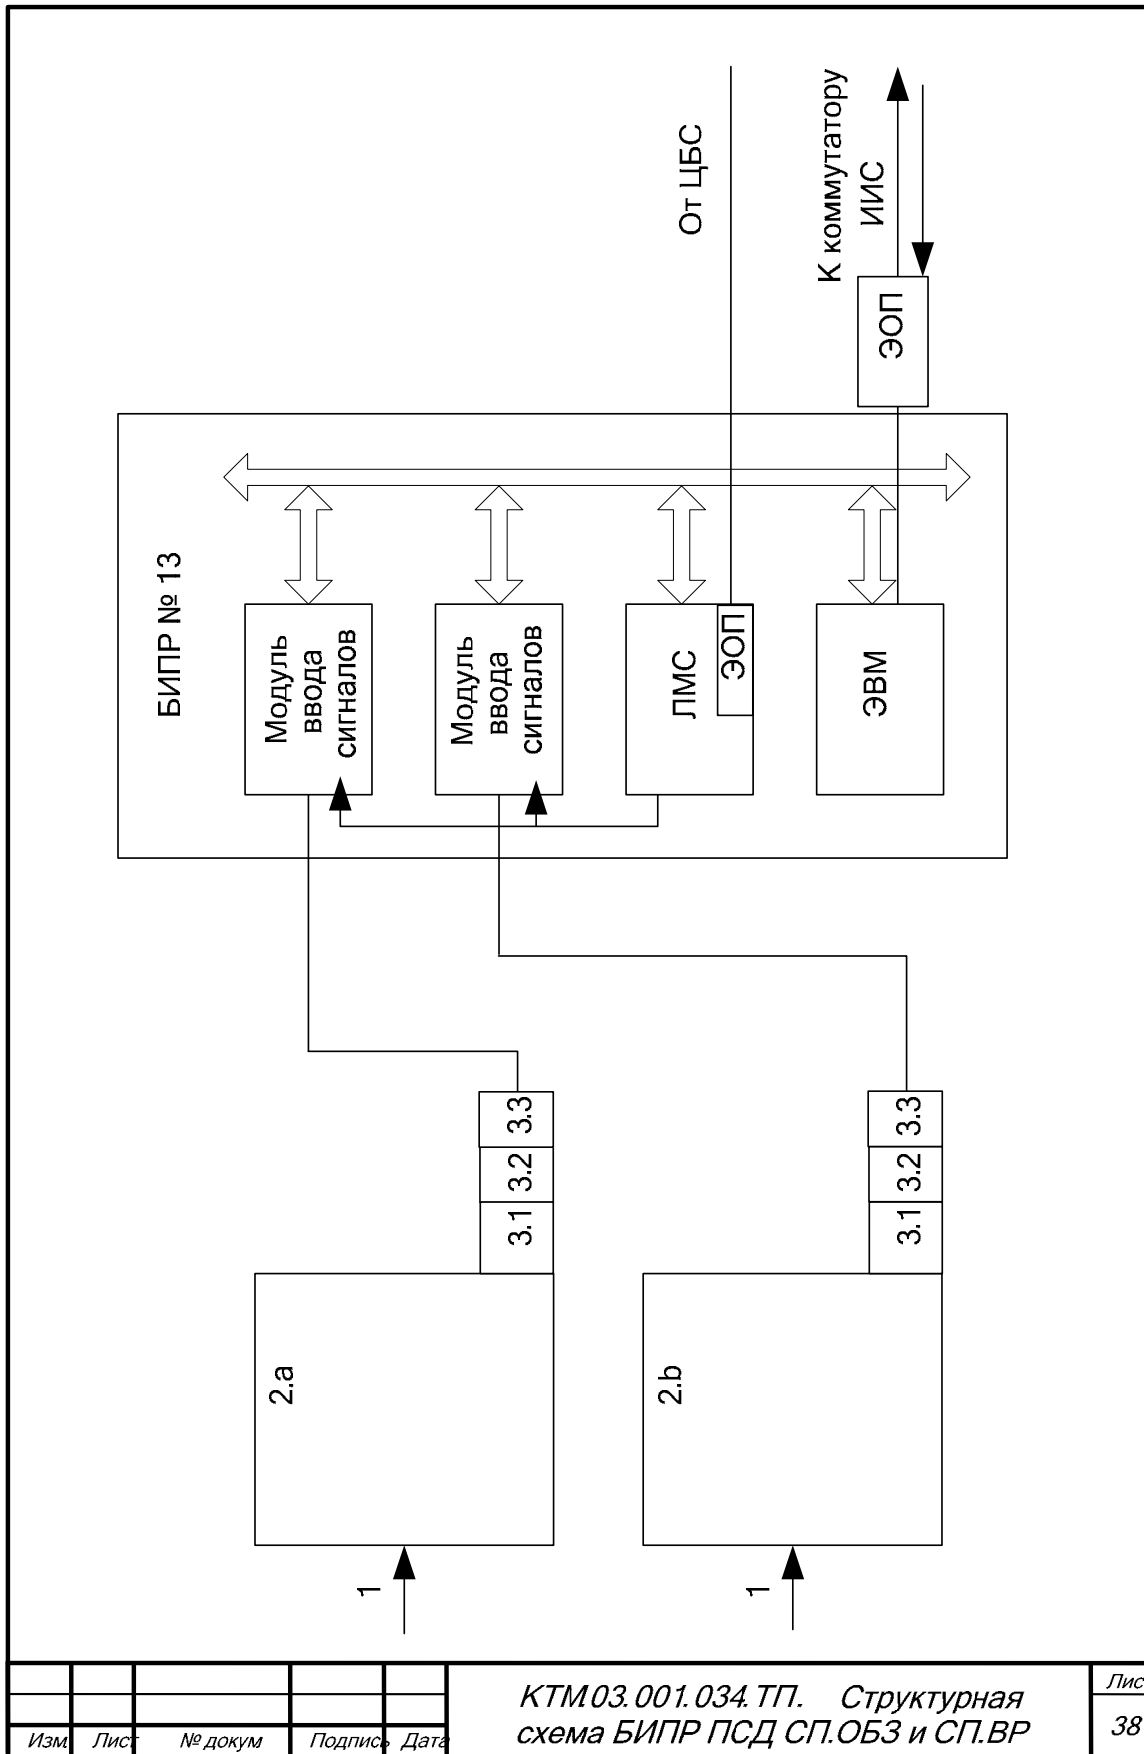 К коммутатору
ИИС
От ЦБС
ЭОП
БИПР № 13
Модуль
ввода
сигналов
Модуль
ввода
сигналов
ЛМС
ЭОП
ЭВМ
3.3
3.2
3.1
3.3
3.2
3.1
2.a
2.b
1
1
Изм Лист № докум Подпись Дата
КТМ.03.001.034.ТП. Структурная
схема БИПР ПСД СП.ОБЗ и СП.ВР
Лис
38